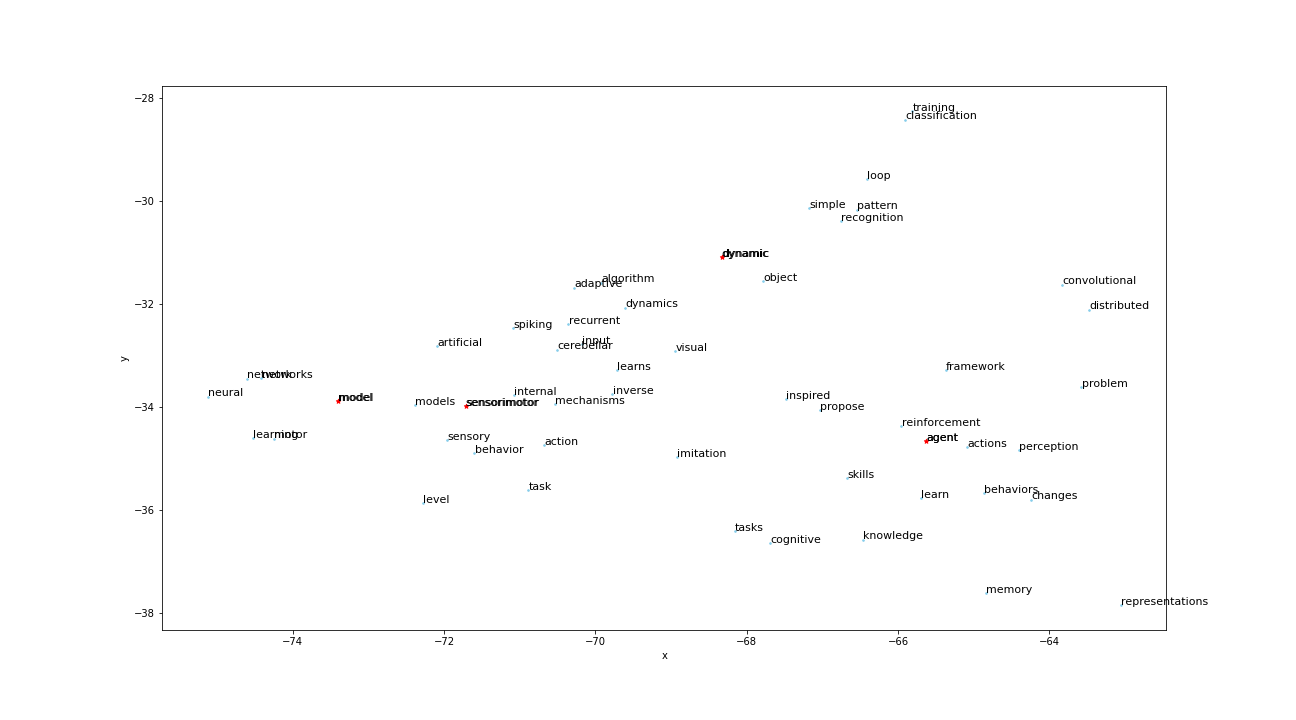 −28
training
classification
loop
−30
simple
pattern
recognition
dynamic
object
algorithm
adaptive
convolutional
−32
dynamics
distributed
recurrent
spiking
input
artificial
cerebellar
visual
y
learns
framework
network
networks
problem
neural
internal
inverse
inspired
model
models
sensorimotor
mechanisms
propose
−34
reinforcement
learning
motor
sensory
agent
action
actions
behavior
perception
imitation
skills
task
learn
behaviors
changes
level
−36
tasks
cognitive
knowledge
memory
representations
−38
−74
−72
−70
−68
−66
−64
x